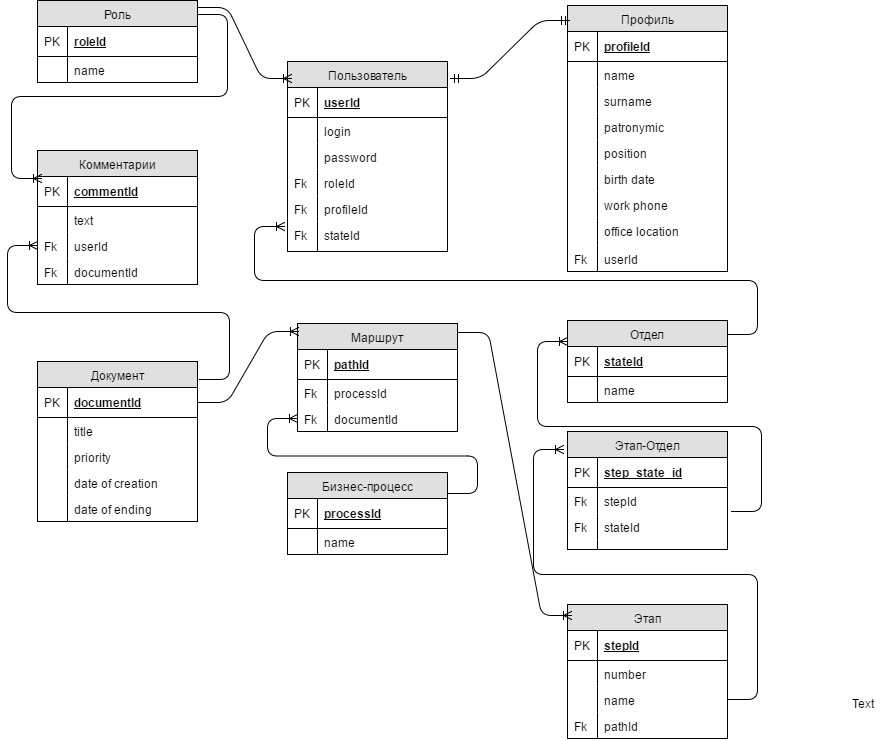 Роль
PK roleId
name
Комментарии
PK commentId
text
Fk userId
Fk documentId
Документ
PK documentId
title
priority
date of creation
date of ending
Пользователь
PK userId
login
password
Fk roleId
Fk profileId
Fk stateId
Маршрут
PK pathId
Fk processId
Fk documentId
Бизнес-процесс
PK processId
name
Профиль
PK profileId
name
surname
patronymic
position
birth date
work phone
office location
Fk userId
Отдел
PK stateId
name
Этап-Отдел
PK step_state_id
Fk stepId
Fk stateId
Этап
PK stepId
number
name
Fk pathId
Text